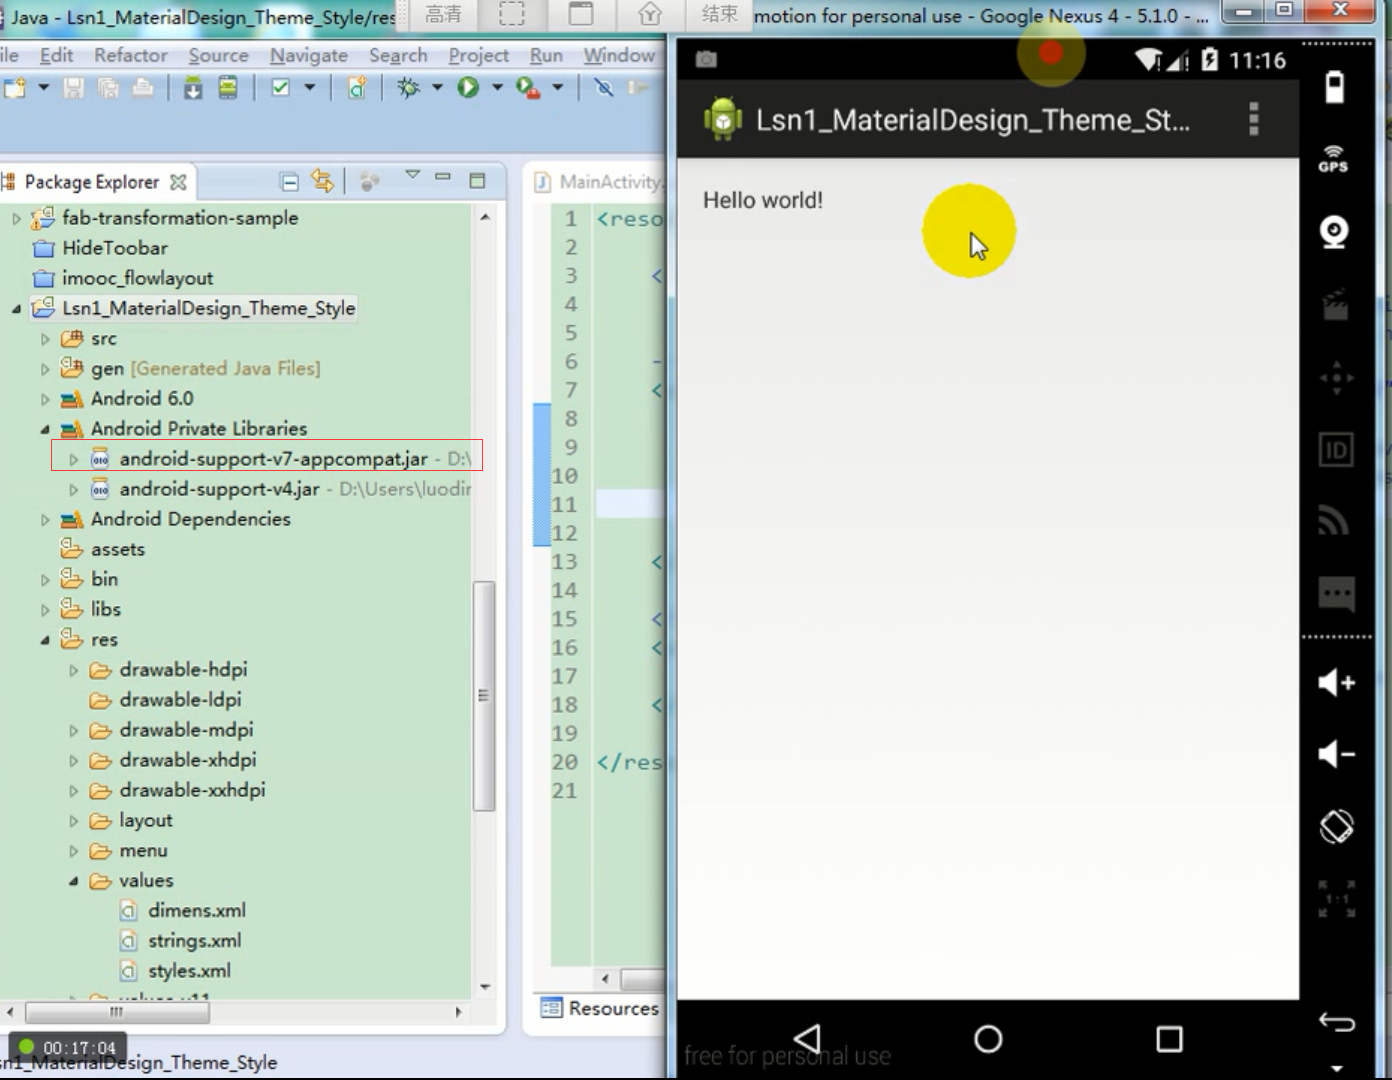 Java - Lsn1_MaterialDesign_Theme_Style/res
高清
结束
motion for personal use - Google Nexus 4 - 5.1.0 - ...
ile Edit Refactor Source Navigate Search Project Run Window
Package Explorer
fab-transformation-sample
HideToobar
imooc_flowlayout
Lsn1_MaterialDesign_Theme_Style
src
gen [Generated Java Files]
Android 6.0
Android Private Libraries
android-support-v7-appcompat.jar - D:\
android-support-v4.jar - D:\Users\luodir
Android Dependencies
assets
bin
libs
res
drawable-hdpi
drawable-ldpi
drawable-mdpi
drawable-xhdpi
drawable-xxhdpi
layout
menu
values
dimens.xml
strings.xml
styles.xml
00:17:04
sn1_MaterialDesign_Theme_Style
MainActivity.
1 <reso
2
3 <
4
5
6 -
7 <
8
9
10
11
12
13 <
14
15 <
16 <
17
18 <
19
20 </res
21
Resources
11:16
Lsn1_MaterialDesign_Theme_St...
Hello world!
free for personal use
GPS
ID
1:1